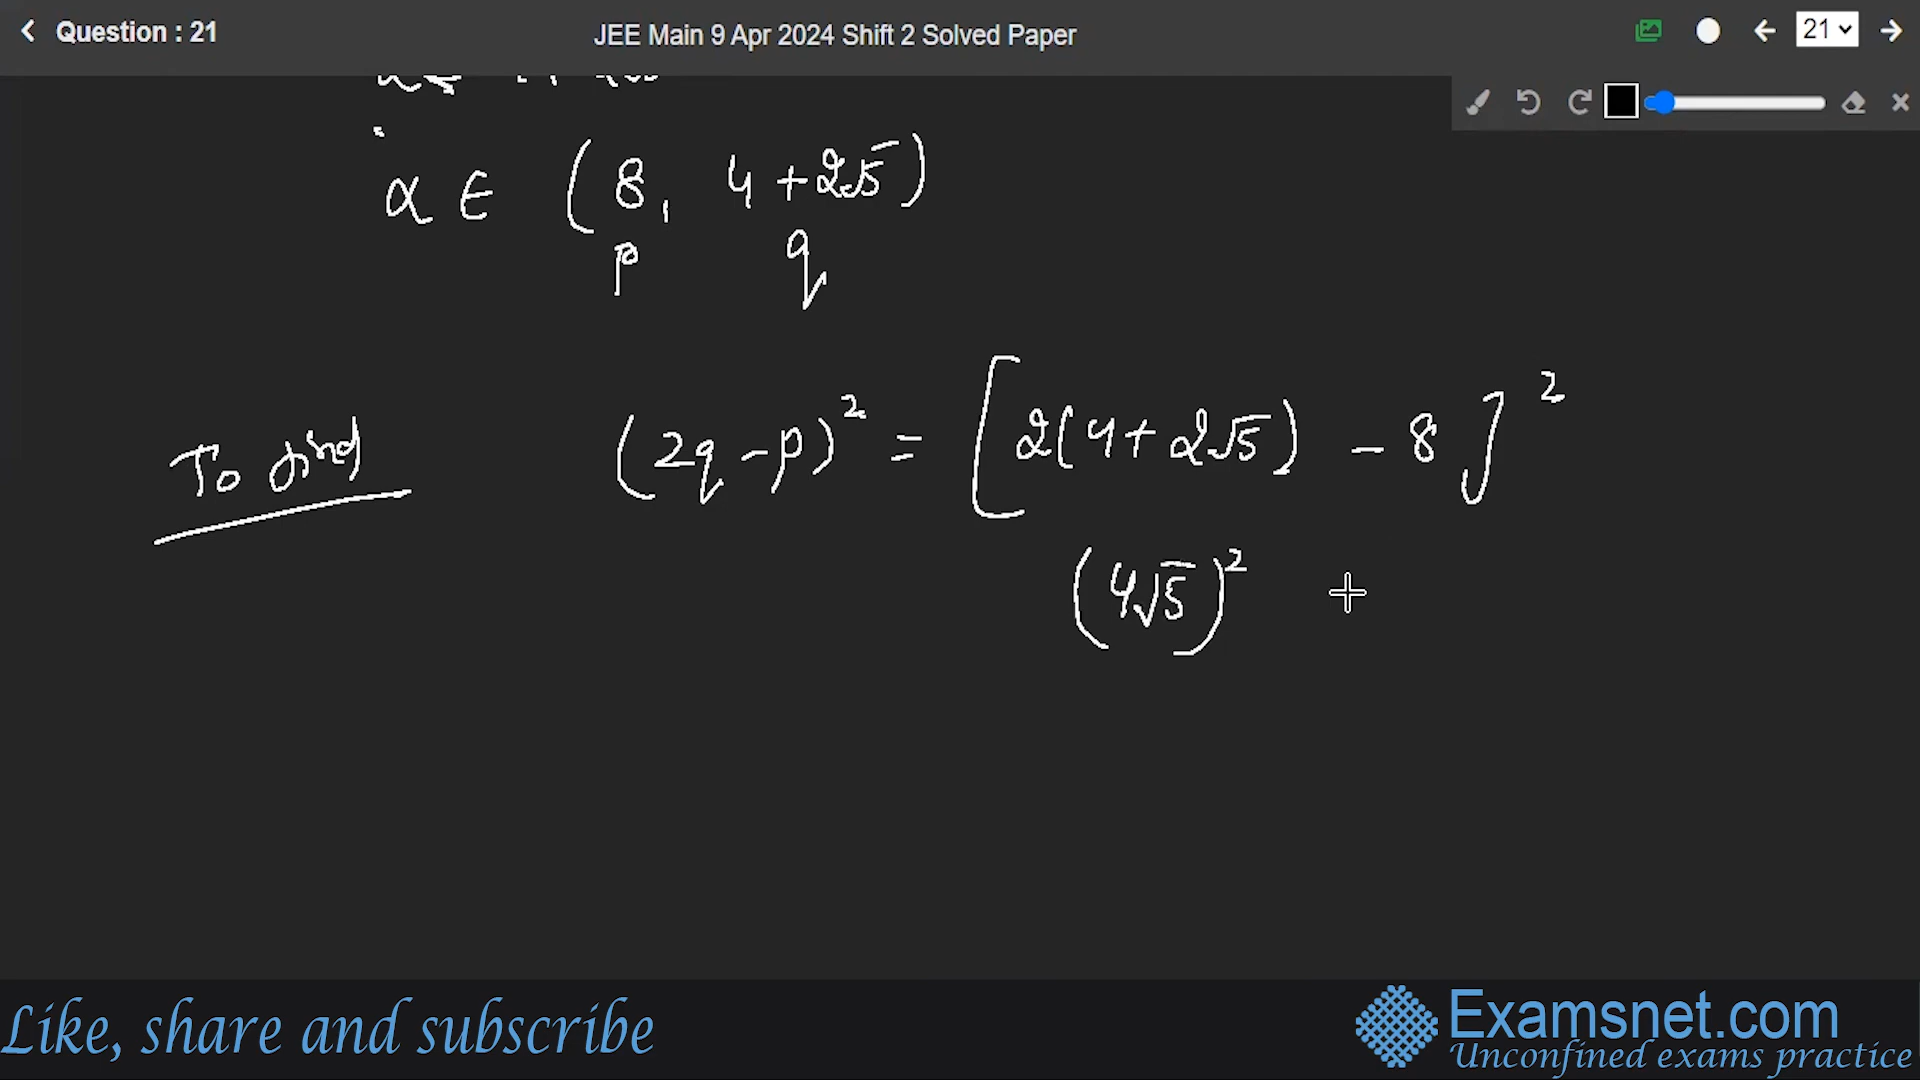 Question : 21
JEE Main 9 Apr 2024 Shift 2 Solved Paper
21
α ∈ (8, 4+2√5)
p q
To find (2q-p)² = [2(4+2√5) - 8]²
(4√5)²
Like, share and subscribe
Examsnet.com
Unconfined exams practice